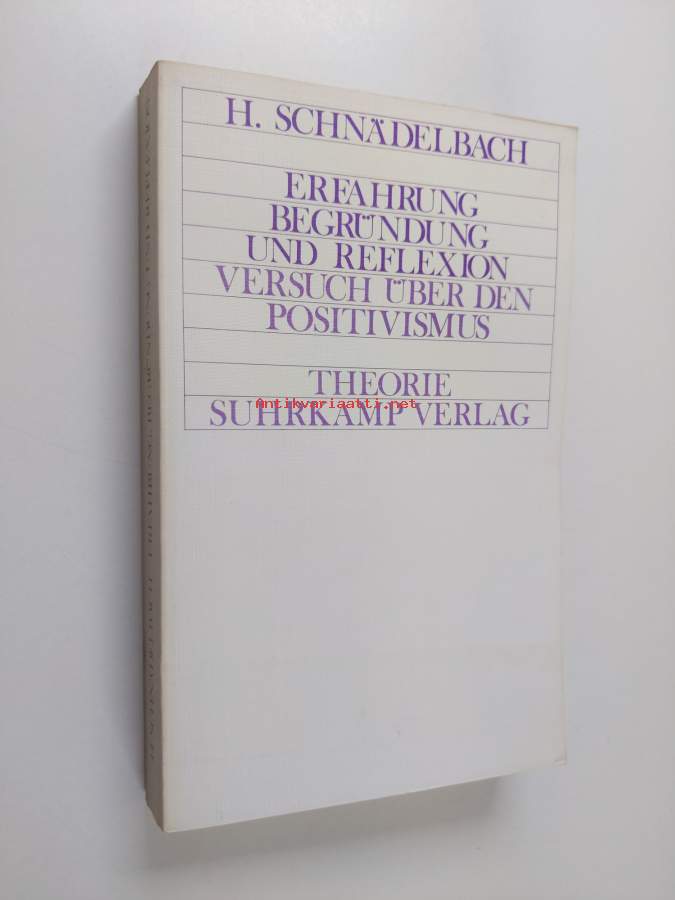 H. SCHNÄDELBACH
ERFAHRUNG
BEGRÜNDUNG
UND REFLEXION
VERSUCH ÜBER DEN
POSITIVISMUS
THEORIE
Antikvariaatti.net
SUHRKAMP VERLAG